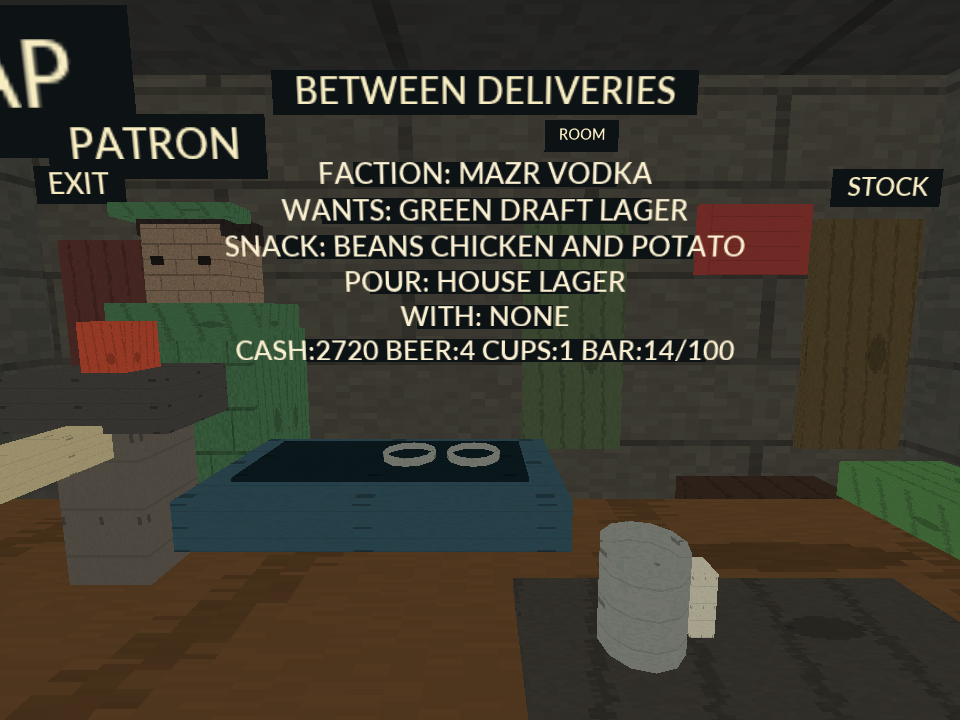 BETWEEN DELIVERIES
PATRON
ROOM
EXIT
STOCK
FACTION: MAZR VODKA
WANTS: GREEN DRAFT LAGER
SNACK: BEANS CHICKEN AND POTATO
POUR: HOUSE LAGER
WITH: NONE
CASH:2720 BEER:4 CUPS:1 BAR:14/100